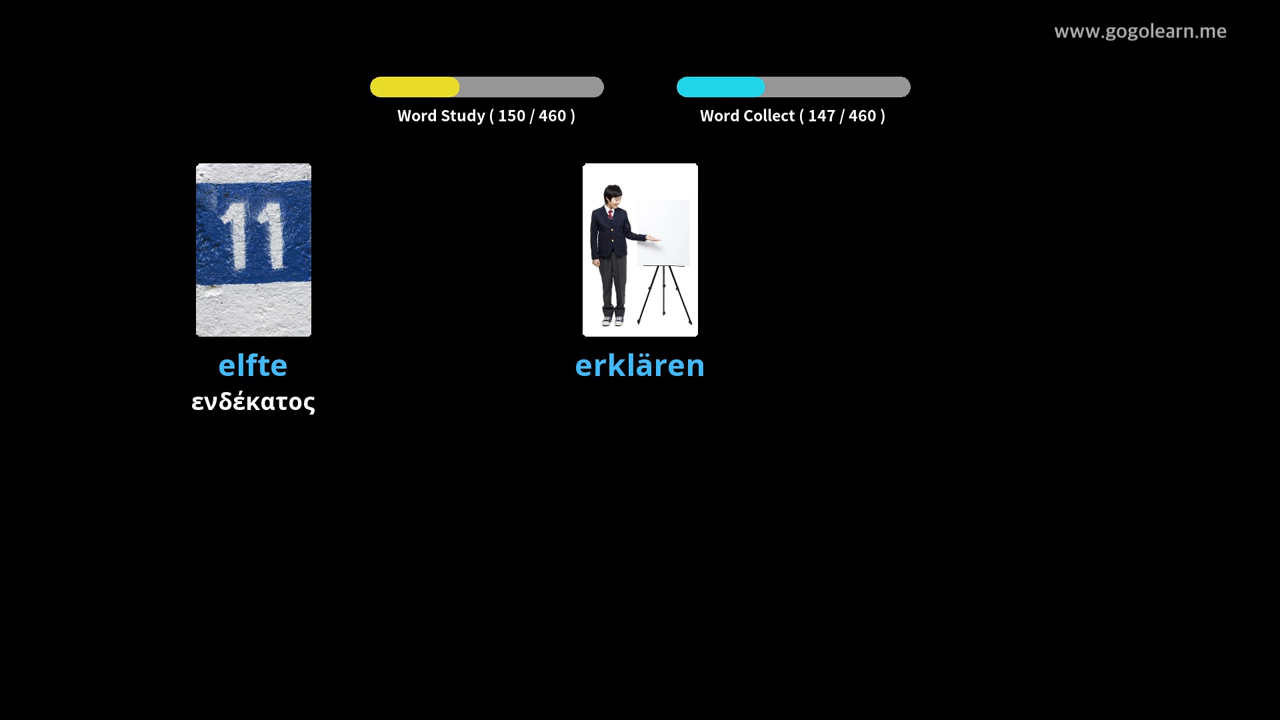 www.gogolearn.me
Word Study ( 150 / 460 )
Word Collect ( 147 / 460 )
11
elfte
ενδέκατος
erklären